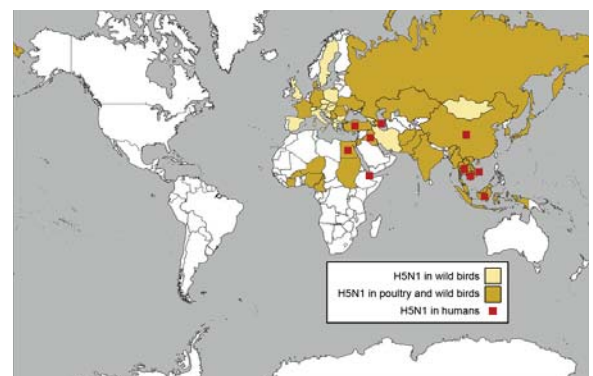 H5N1 in wild birds
H5N1 in poultry and wild birds
H5N1 in humans